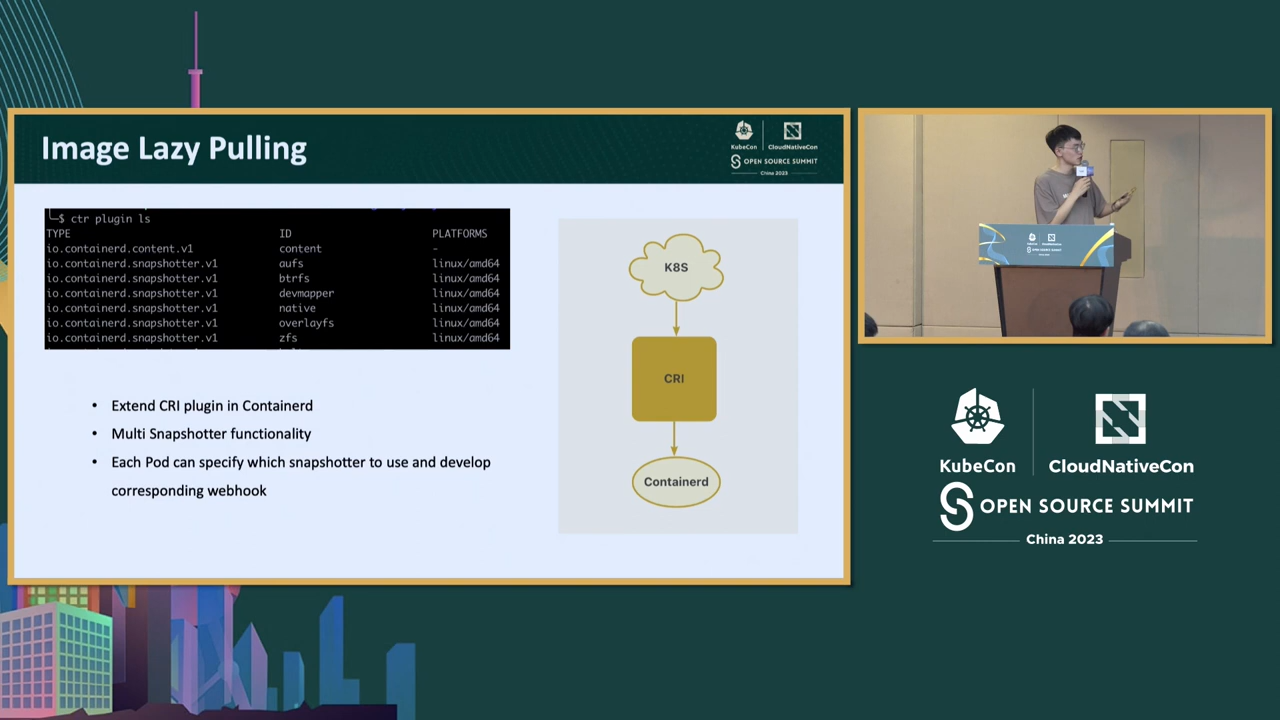 Image Lazy Pulling
KubeCon
CloudNativeCon
OPEN SOURCE SUMMIT
China 2023
└─$ ctr plugin ls
TYPE ID PLATFORMS
io.containerd.content.v1 content -
io.containerd.snapshotter.v1 aufs linux/amd64
io.containerd.snapshotter.v1 btrfs linux/amd64
io.containerd.snapshotter.v1 devmapper linux/amd64
io.containerd.snapshotter.v1 native linux/amd64
io.containerd.snapshotter.v1 overlayfs linux/amd64
io.containerd.snapshotter.v1 zfs linux/amd64
• Extend CRI plugin in Containerd
• Multi Snapshotter functionality
• Each Pod can specify which snapshotter to use and develop
corresponding webhook
K8S
CRI
Containerd
OPEN SOURCE SUMMIT
KubeCon
CloudNativeCon
OPEN SOURCE SUMMIT
China 2023